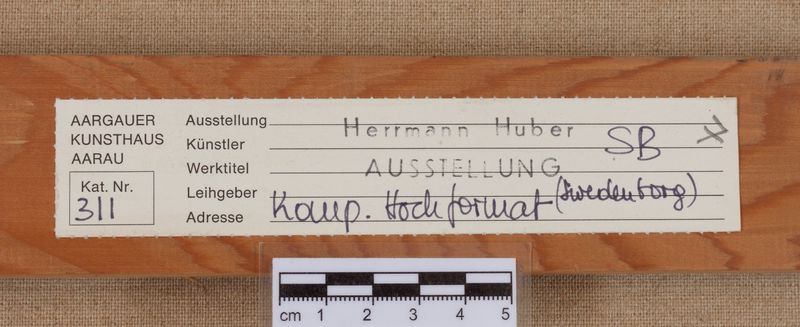 AARGAUER
KUNSTHAUS
AARAU
Kat. Nr.
311
Ausstellung
Künstler
Werktitel
Leihgeber
Adresse
Herrmann Huber
SB
AUSSTELLUNG
Komp. Hochformat (Swedenborg)
cm 1 2 3 4 5